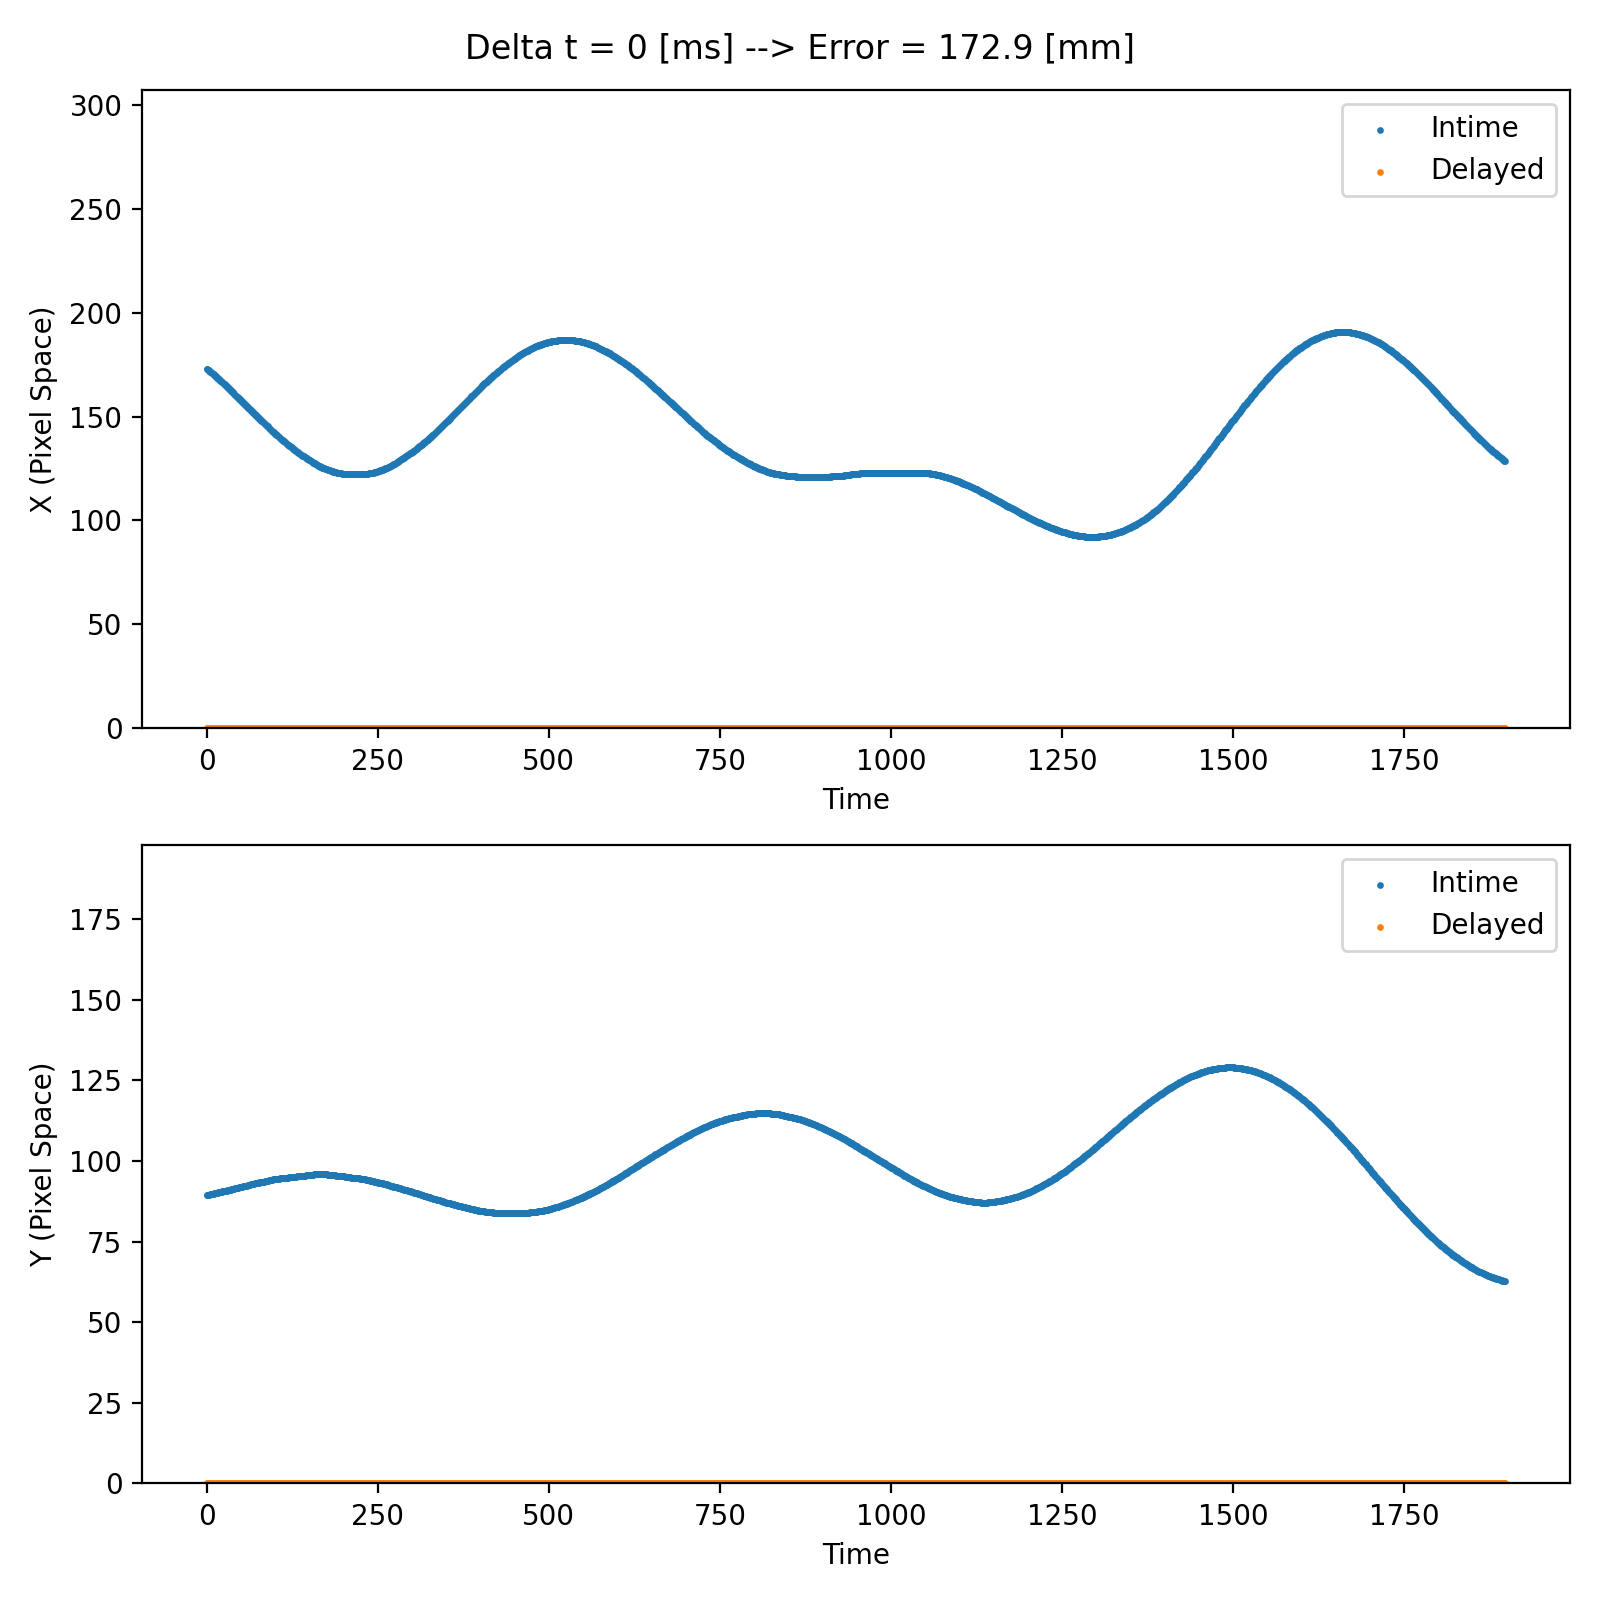 Delta t = 0 [ms] --> Error = 172.9 [mm]
300
250
200
150
100
50
0
X (Pixel Space)
Intime
Delayed
0 250 500 750 1000 1250 1500 1750
Time
175
150
125
100
75
50
25
0
Y (Pixel Space)
Intime
Delayed
0 250 500 750 1000 1250 1500 1750
Time